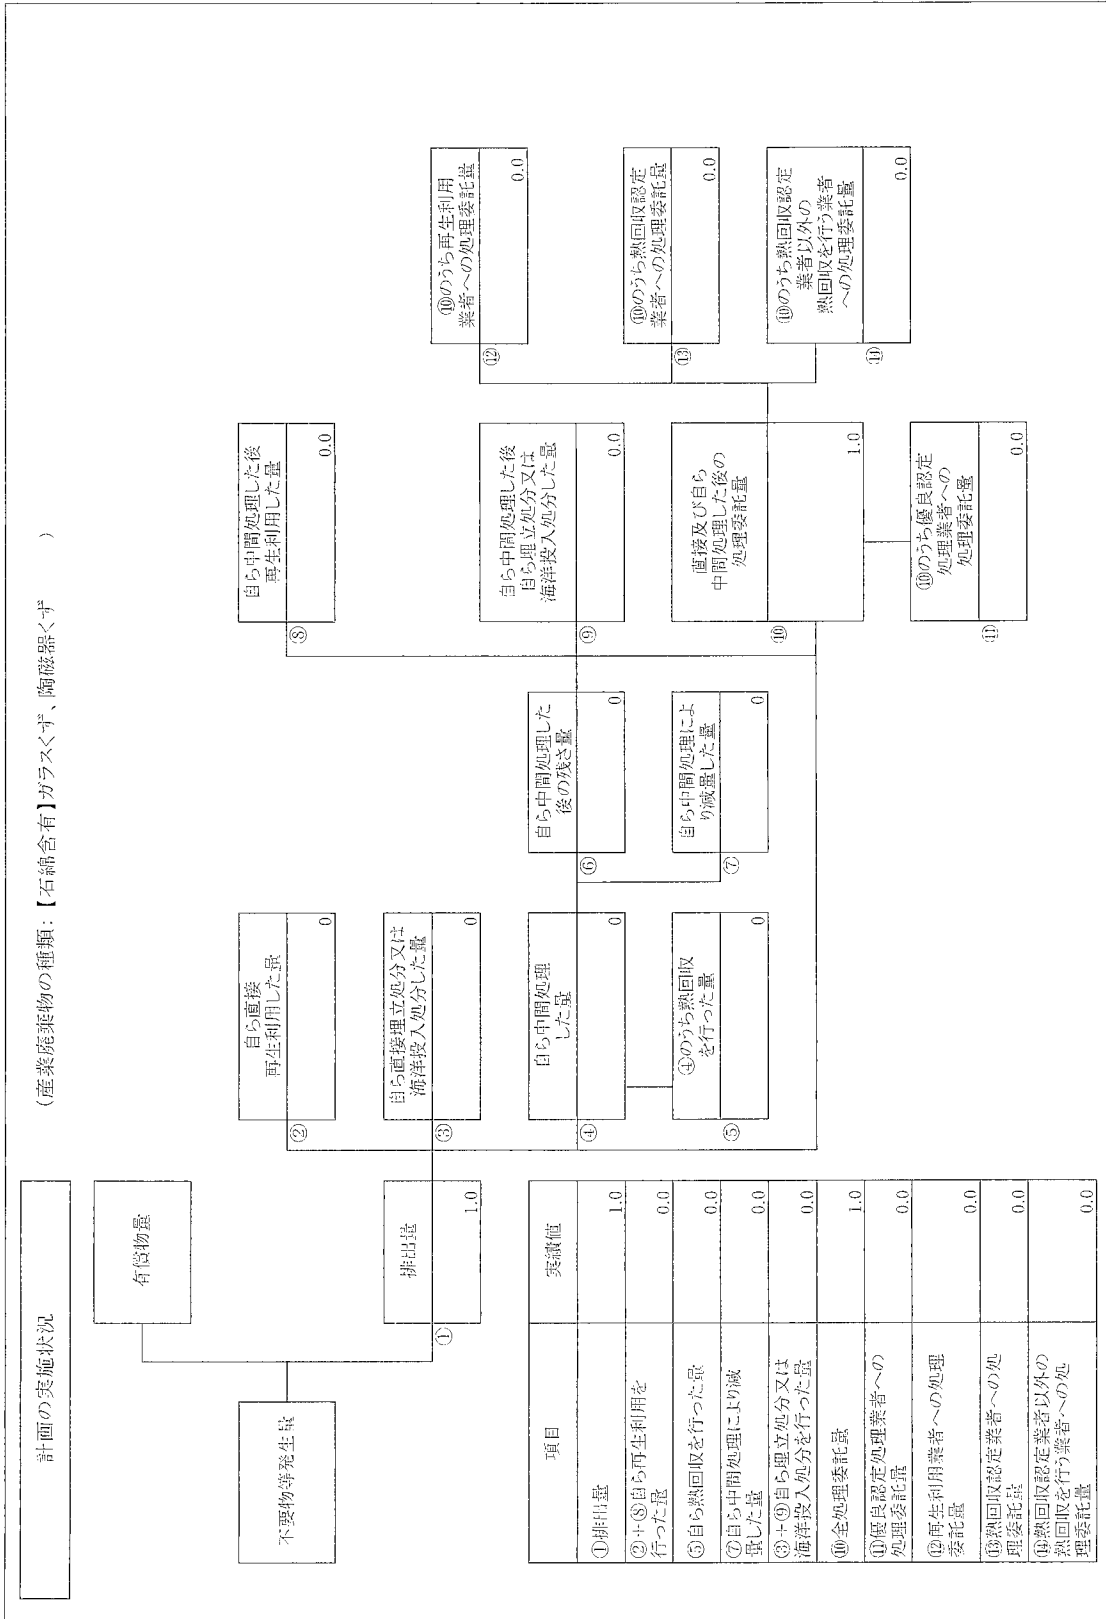 計画の実施状況
(産業廃棄物の種類:【石綿含有】ガラスくず、陶磁器くず
)
不要物等発生量
有償物量
①
排出量
1.0
②
自ら直接
再生利用した量
0
③
自ら直接埋立処分又は
海洋投入処分した量
0
④
自ら中間処理
した量
0
⑤
④のうち熱回収
を行った量
0
⑥
自ら中間処理した
後の残さ量
0
⑦
自ら中間処理によ
り減量した量
0
⑧
自ら中間処理した後
再生利用した量
0.0
⑨
自ら中間処理した後
自ら埋立処分又は
海洋投入処分した量
0.0
⑩
直接及び自ら
中間処理した後の
処理委託量
1.0
⑪
⑩のうち優良認定
処理業者への
処理委託量
0.0
⑫
⑩のうち再生利用
業者への処理委託量
0.0
⑬
⑩のうち熱回収認定
業者への処理委託量
0.0
⑭
⑩のうち熱回収認定
業者以外の
熱回収を行う業者
への処理委託量
0.0
項目 実績値
①排出量 1.0
②+⑧自ら再生利用を
行った量 0.0
⑤自ら熱回収を行った量 0.0
⑦自ら中間処理により減
量した量 0.0
③+⑨自ら埋立処分又は
海洋投入処分を行った量 0.0
⑩全処理委託量 1.0
⑪優良認定処理業者への
処理委託量 0.0
⑫再生利用業者への処理
委託量 0.0
⑬熱回収認定業者への処
理委託量 0.0
⑭熱回収認定業者以外の
熱回収を行う業者への処
理委託量 0.0